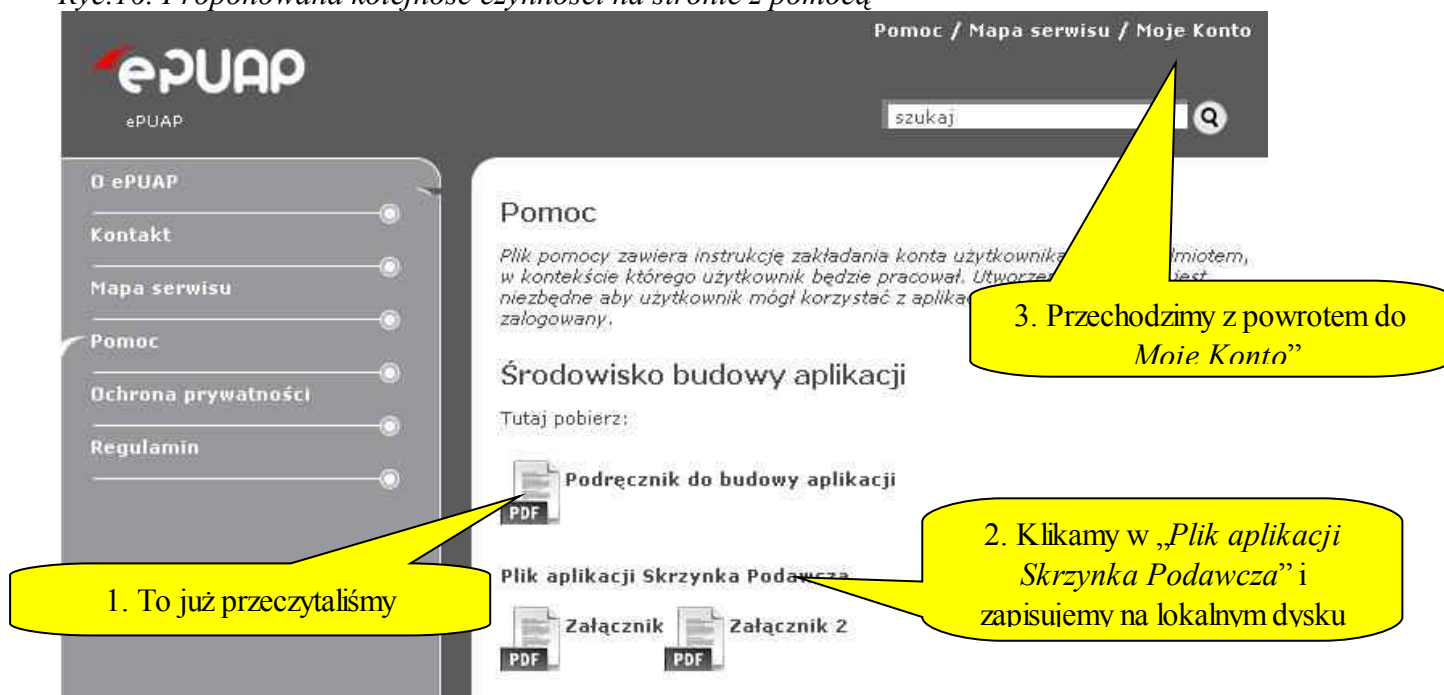 Ryc.10. Proponowana kolejność czynności na stronie z pomocą
Pomoc / Mapa serwisu / Moje Konto
ePUAP
ePUAP
szukaj
O ePUAP
Kontakt
Mapa serwisu
Pomoc
Ochrona prywatności
Regulamin
Pomoc
Plik pomocy zawiera instrukcję zakładania konta użytkownika
w kontekście którego użytkownik będzie pracował. jest
niezbędne aby użytkownik mógł korzystać z
zalogowany.
3. Przechodzimy z powrotem do
Moje Konto”
Środowisko budowy aplikacji
Tutaj pobierz:
Podręcznik do budowy aplikacji
PDF
1. To już przeczytaliśmy
Plik aplikacji Skrzynka Podawcza
2. Klikamy w „Plik aplikacji
Skrzynka Podawcza” i
zapisujemy na lokalnym dysku
Załącznik Załącznik 2
PDF PDF